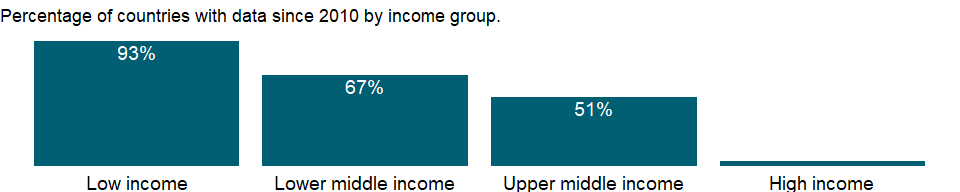 Percentage of countries with data since 2010 by income group.
93%
67%
51%
Low income
Lower middle income
Upper middle income
High income